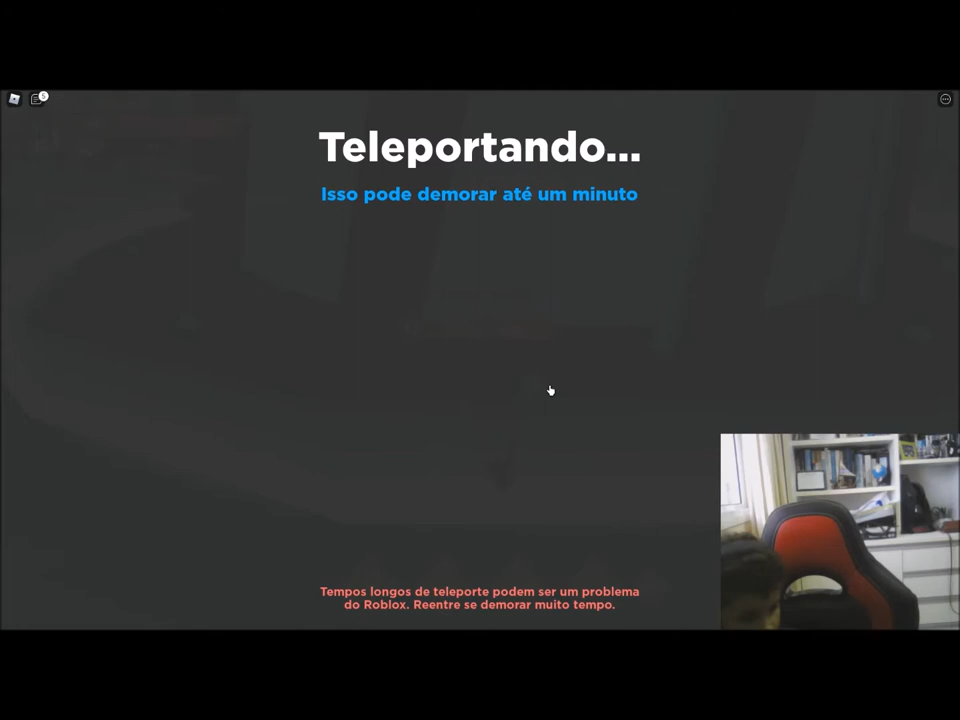 5
Teleportando...
Isso pode demorar até um minuto
Tempos longos de teleporte podem ser um problema
do Roblox. Reentre se demorar muito tempo.